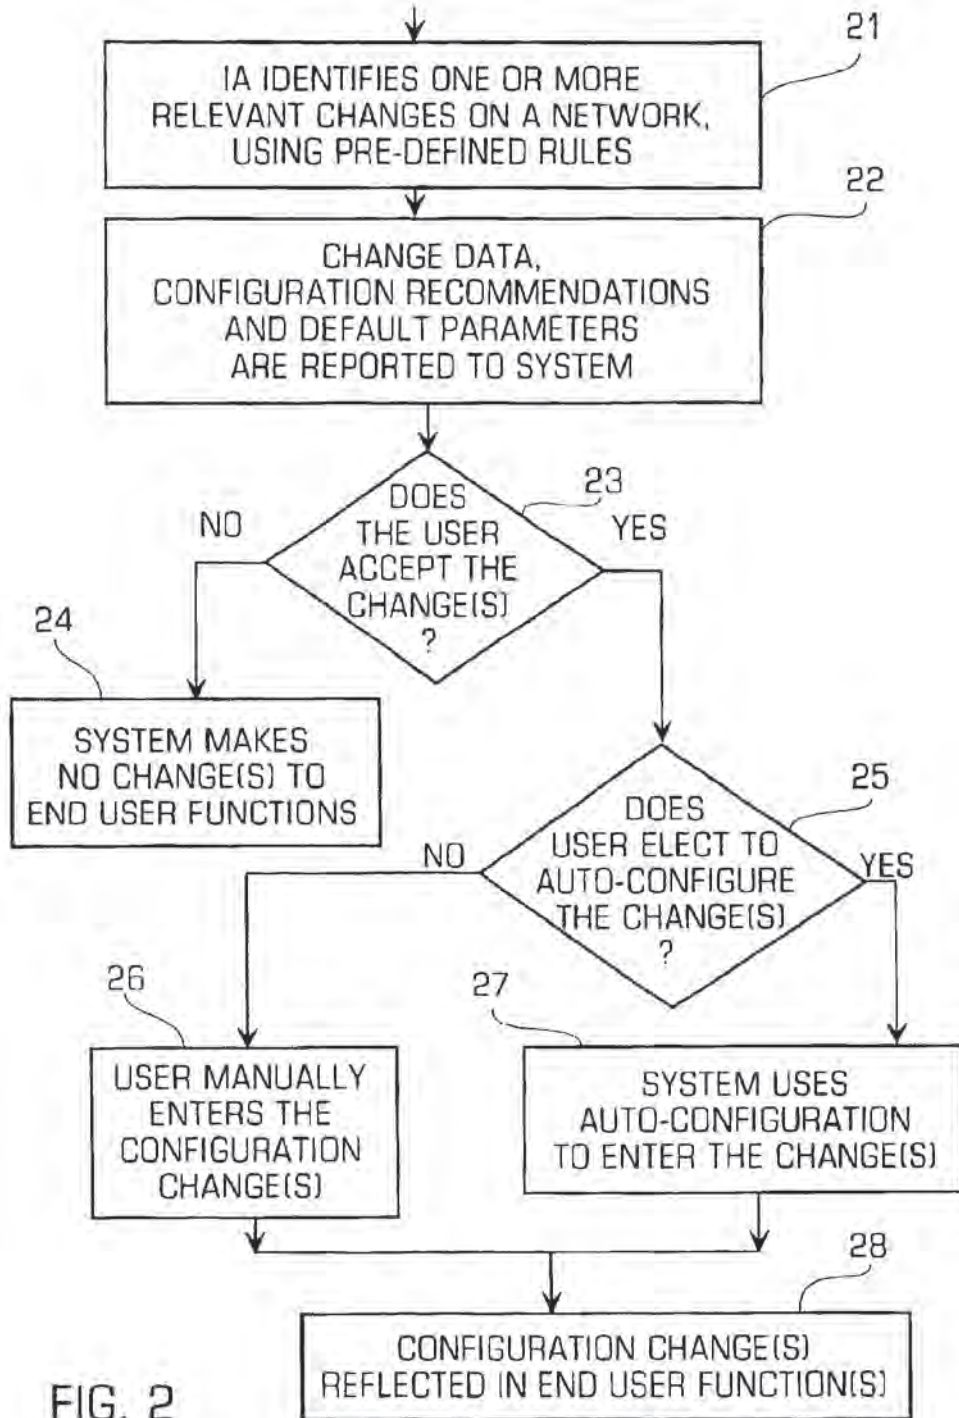 21
IA IDENTIFIES ONE OR MORE
RELEVANT CHANGES ON A NETWORK,
USING PRE-DEFINED RULES
22
CHANGE DATA,
CONFIGURATION RECOMMENDATIONS
AND DEFAULT PARAMETERS
ARE REPORTED TO SYSTEM
23
DOES
THE USER
ACCEPT THE
CHANGE(S)
?
NO
YES
24
SYSTEM MAKES
NO CHANGE(S) TO
END USER FUNCTIONS
25
DOES
USER ELECT TO
AUTO-CONFIGURE
THE CHANGE(S)
?
NO
YES
26
USER MANUALLY
ENTERS THE
CONFIGURATION
CHANGE(S)
27
SYSTEM USES
AUTO-CONFIGURATION
TO ENTER THE CHANGE(S)
28
CONFIGURATION CHANGE(S)
REFLECTED IN END USER FUNCTION(S)
FIG. 2